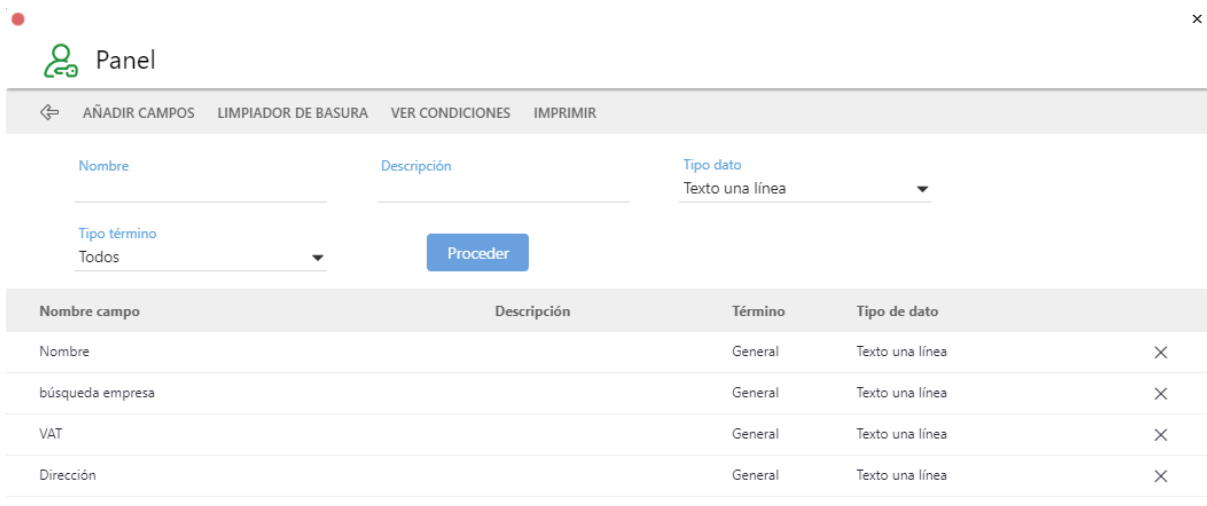 Panel
AÑADIR CAMPOS LIMPIADOR DE BASURA VER CONDICIONES IMPRIMIR
Nombre Descripción Tipo dato
Texto una línea
Tipo término
Todos Proceder
Nombre campo Descripción Término Tipo de dato
Nombre General Texto una línea
búsqueda empresa General Texto una línea
VAT General Texto una línea
Dirección General Texto una línea